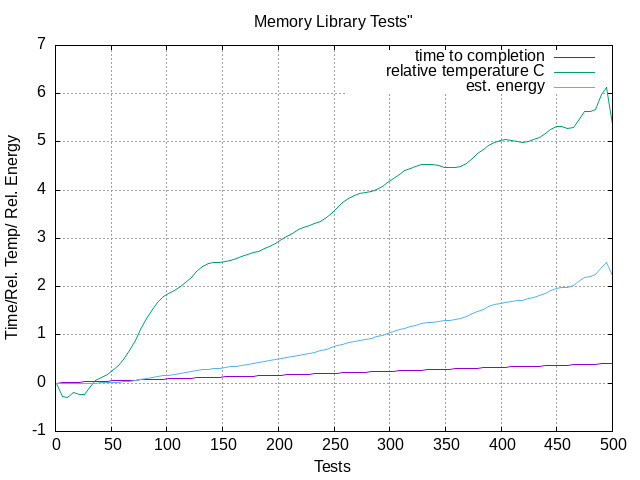 Memory Library Tests"
time to completion
relative temperature C
est. energy
Time/Rel. Temp/ Rel. Energy
7
6
5
4
3
2
1
0
-1
0 50 100 150 200 250 300 350 400 450 500
Tests